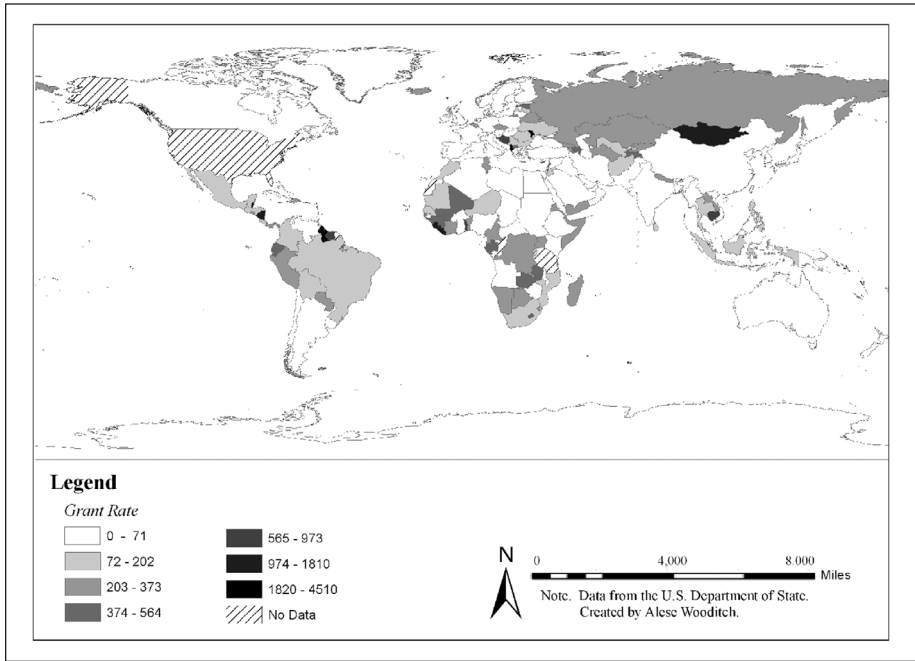 Legend
Grant Rate
0 - 71
72 - 202
203 - 373
374 - 564
565 - 973
974 - 1810
1820 - 4510
No Data
N
0 4,000 8,000
Miles
Note. Data from the U.S. Department of State.
Created by Alese Wooditch.